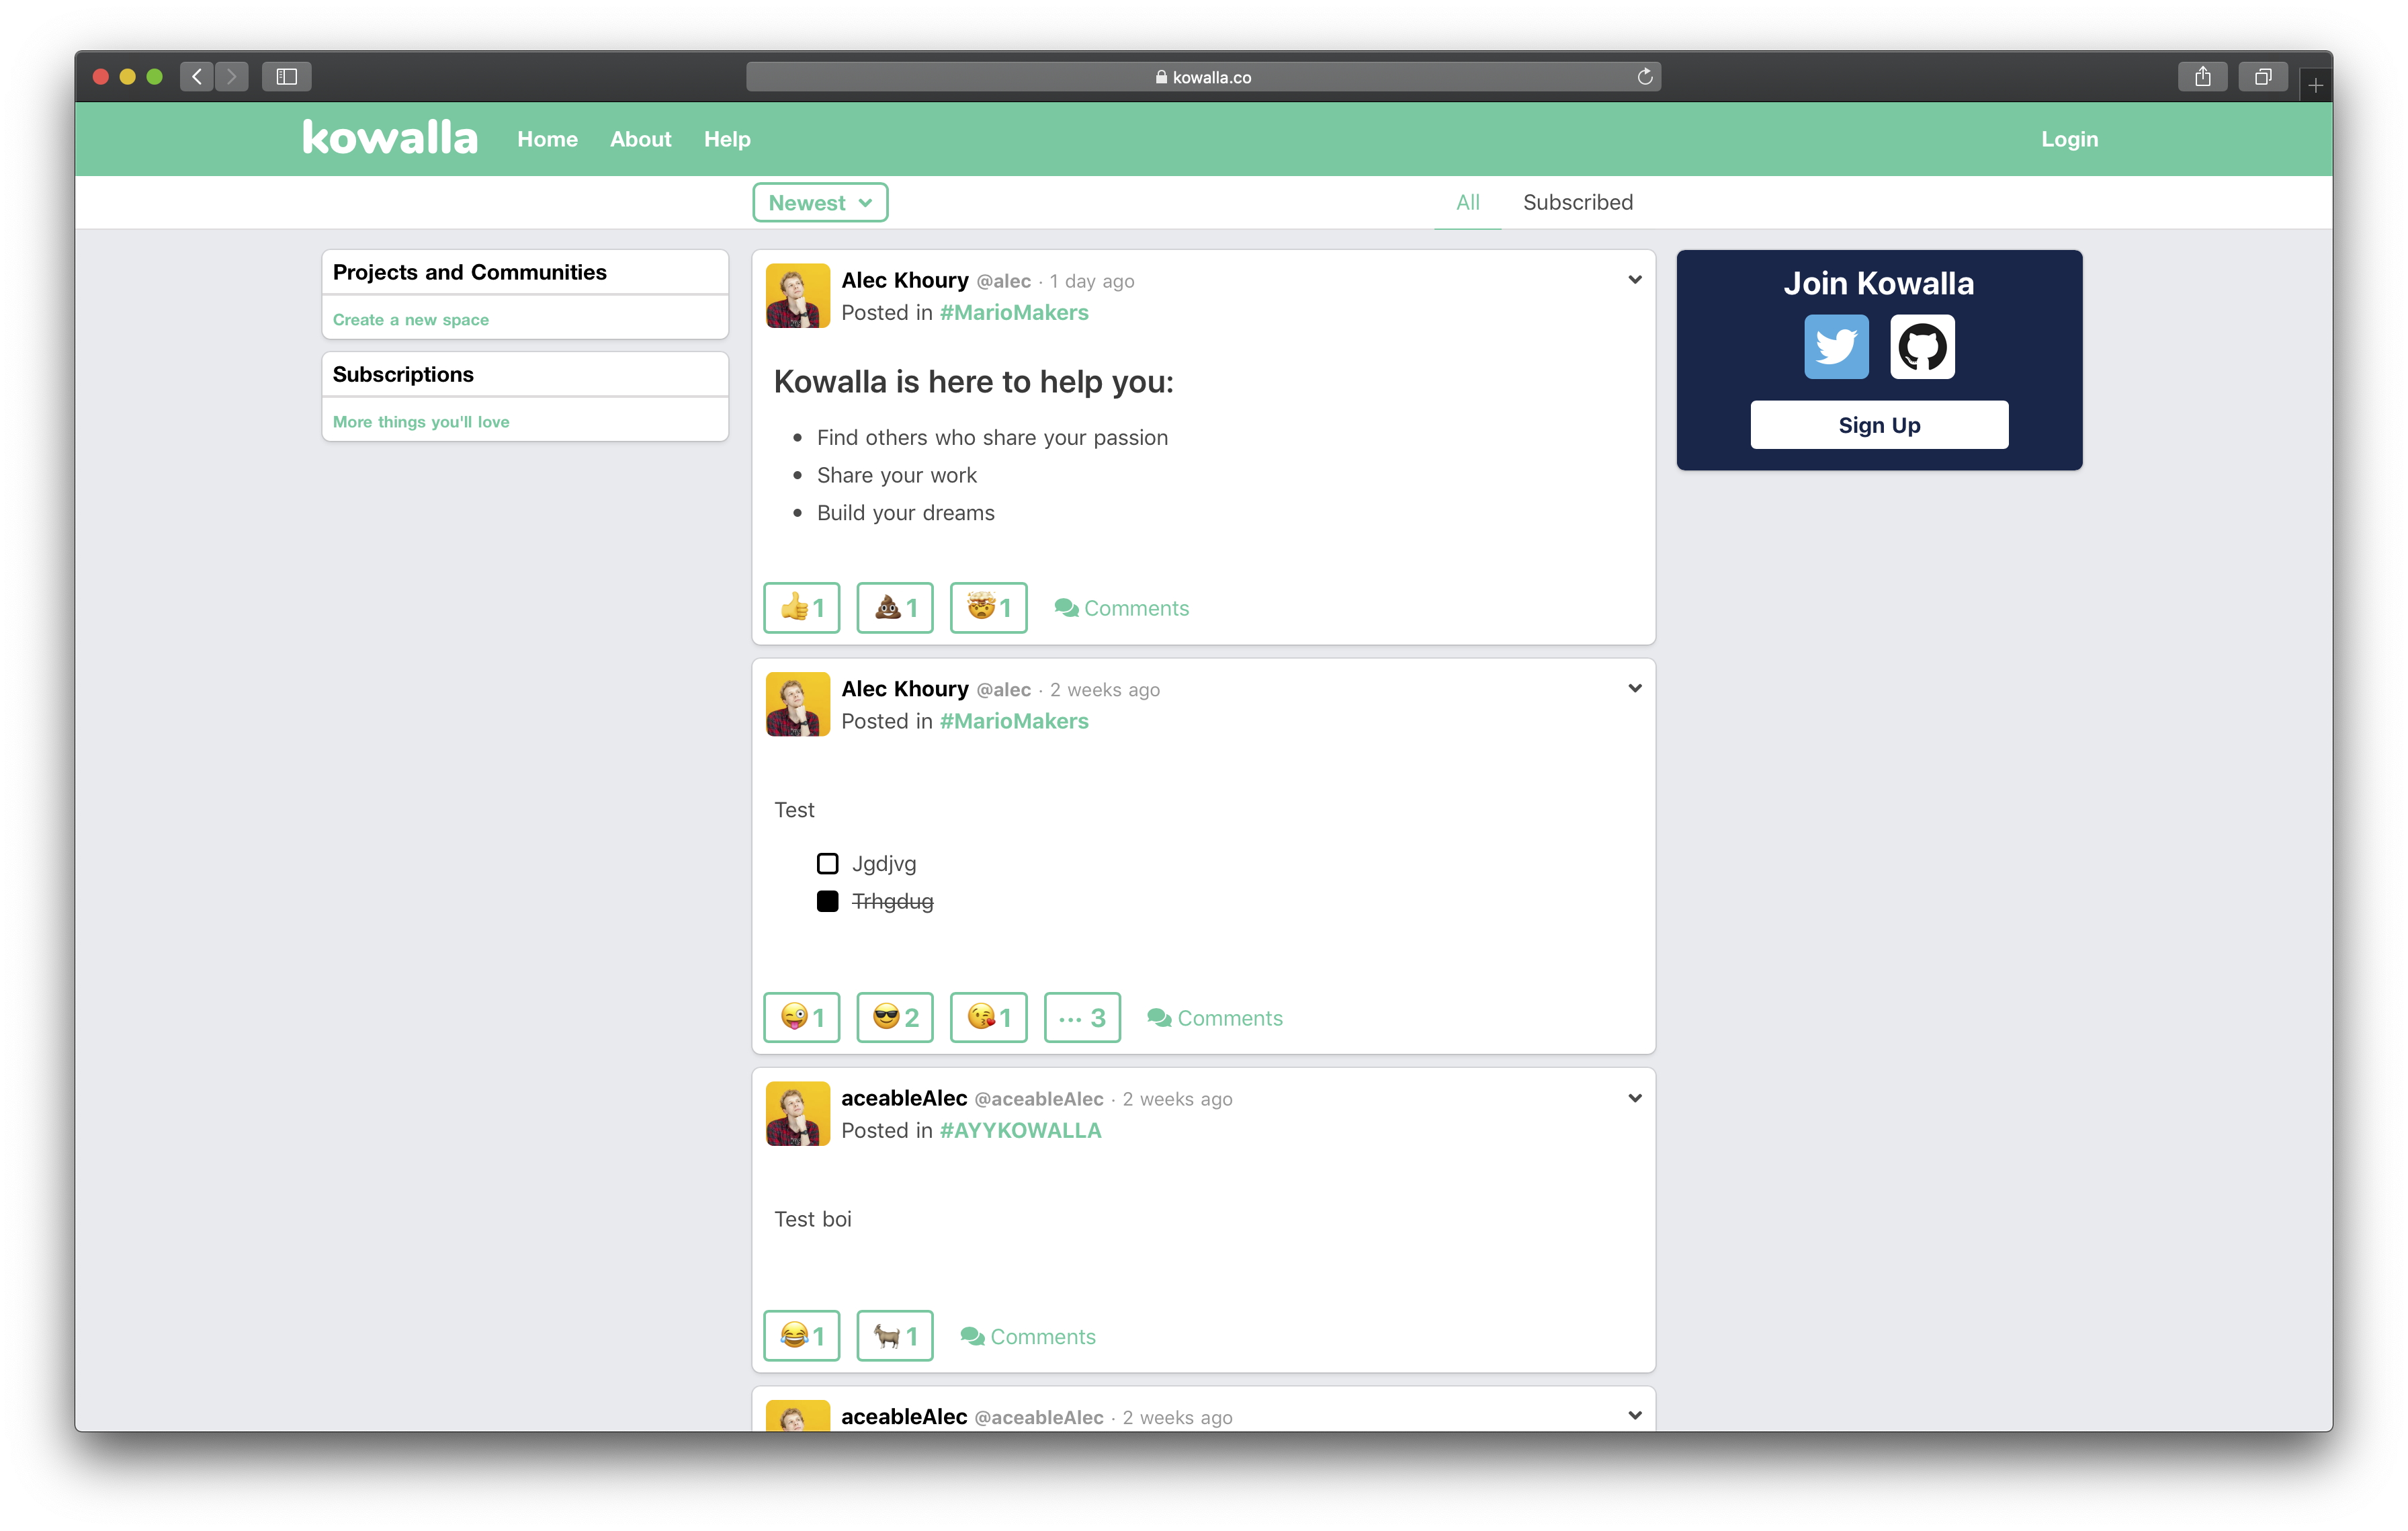 kowalla.co
kowalla Home About Help Login
Newest All Subscribed
Projects and Communities
Create a new space
Subscriptions
More things you'll love
Alec Khoury @alec · 1 day ago
Posted in #MarioMakers
Kowalla is here to help you:
• Find others who share your passion
• Share your work
• Build your dreams
👍 1 💩 1 🤯 1 Comments
Alec Khoury @alec · 2 weeks ago
Posted in #MarioMakers
Test
Jgdjvg
Trhgdug
😜 1 😎 2 😘 1 ... 3 Comments
aceableAlec @aceableAlec · 2 weeks ago
Posted in #AYYKOWALLA
Test boi
😂 1 🐐 1 Comments
aceableAlec @aceableAlec · 2 weeks ago
Join Kowalla
Sign Up